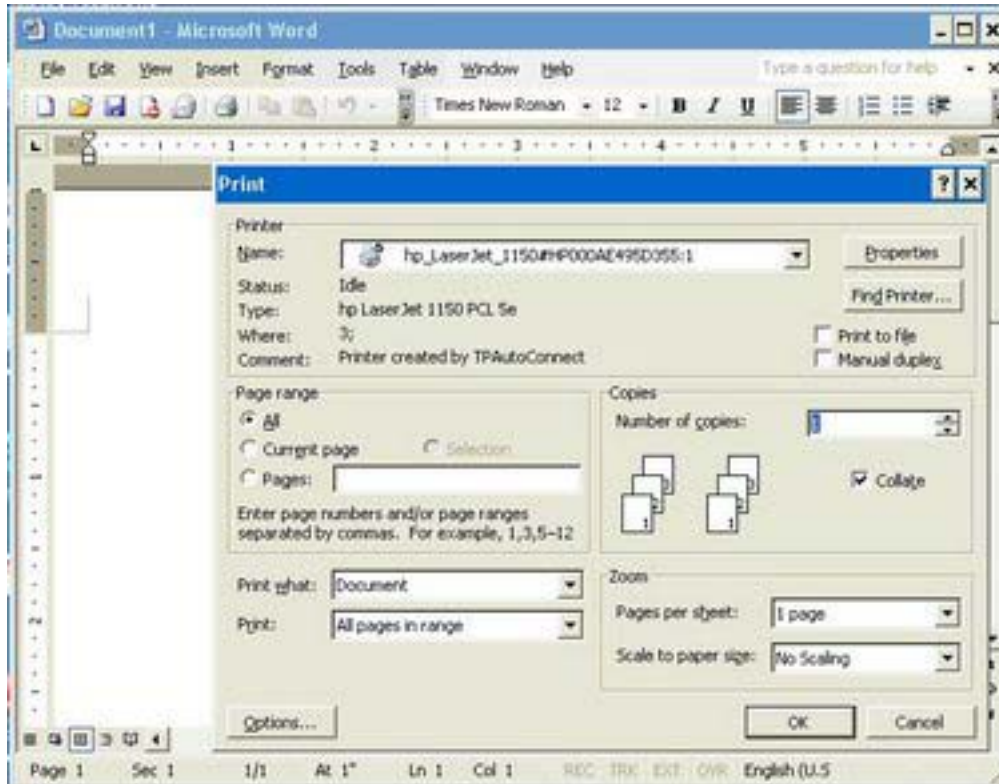 Document1 - Microsoft Word
File Edit View Insert Format Tools Table Window Help Type a question for help
Times New Roman 12 B I U
1 2 3 4 5
Print
Printer
Name: hp_LaserJet_1150#HP000AE495D355:1 Properties
Status: Idle Find Printer...
Type: hp LaserJet 1150 PCL 5e
Where: 3; Print to file
Comment: Printer created by TPAutoConnect Manual duplex
Page range
All
Current page Selection
Pages:
Enter page numbers and/or page ranges
separated by commas. For example, 1,3,5-12
Copies
Number of copies: 1
Collate
Print what: Document
Print: All pages in range
Zoom
Pages per sheet: 1 page
Scale to paper size: No Scaling
Options... OK Cancel
Page 1 Sec 1 1/1 At 1" Ln 1 Col 1 REC TRK EXT OVR English (U.S